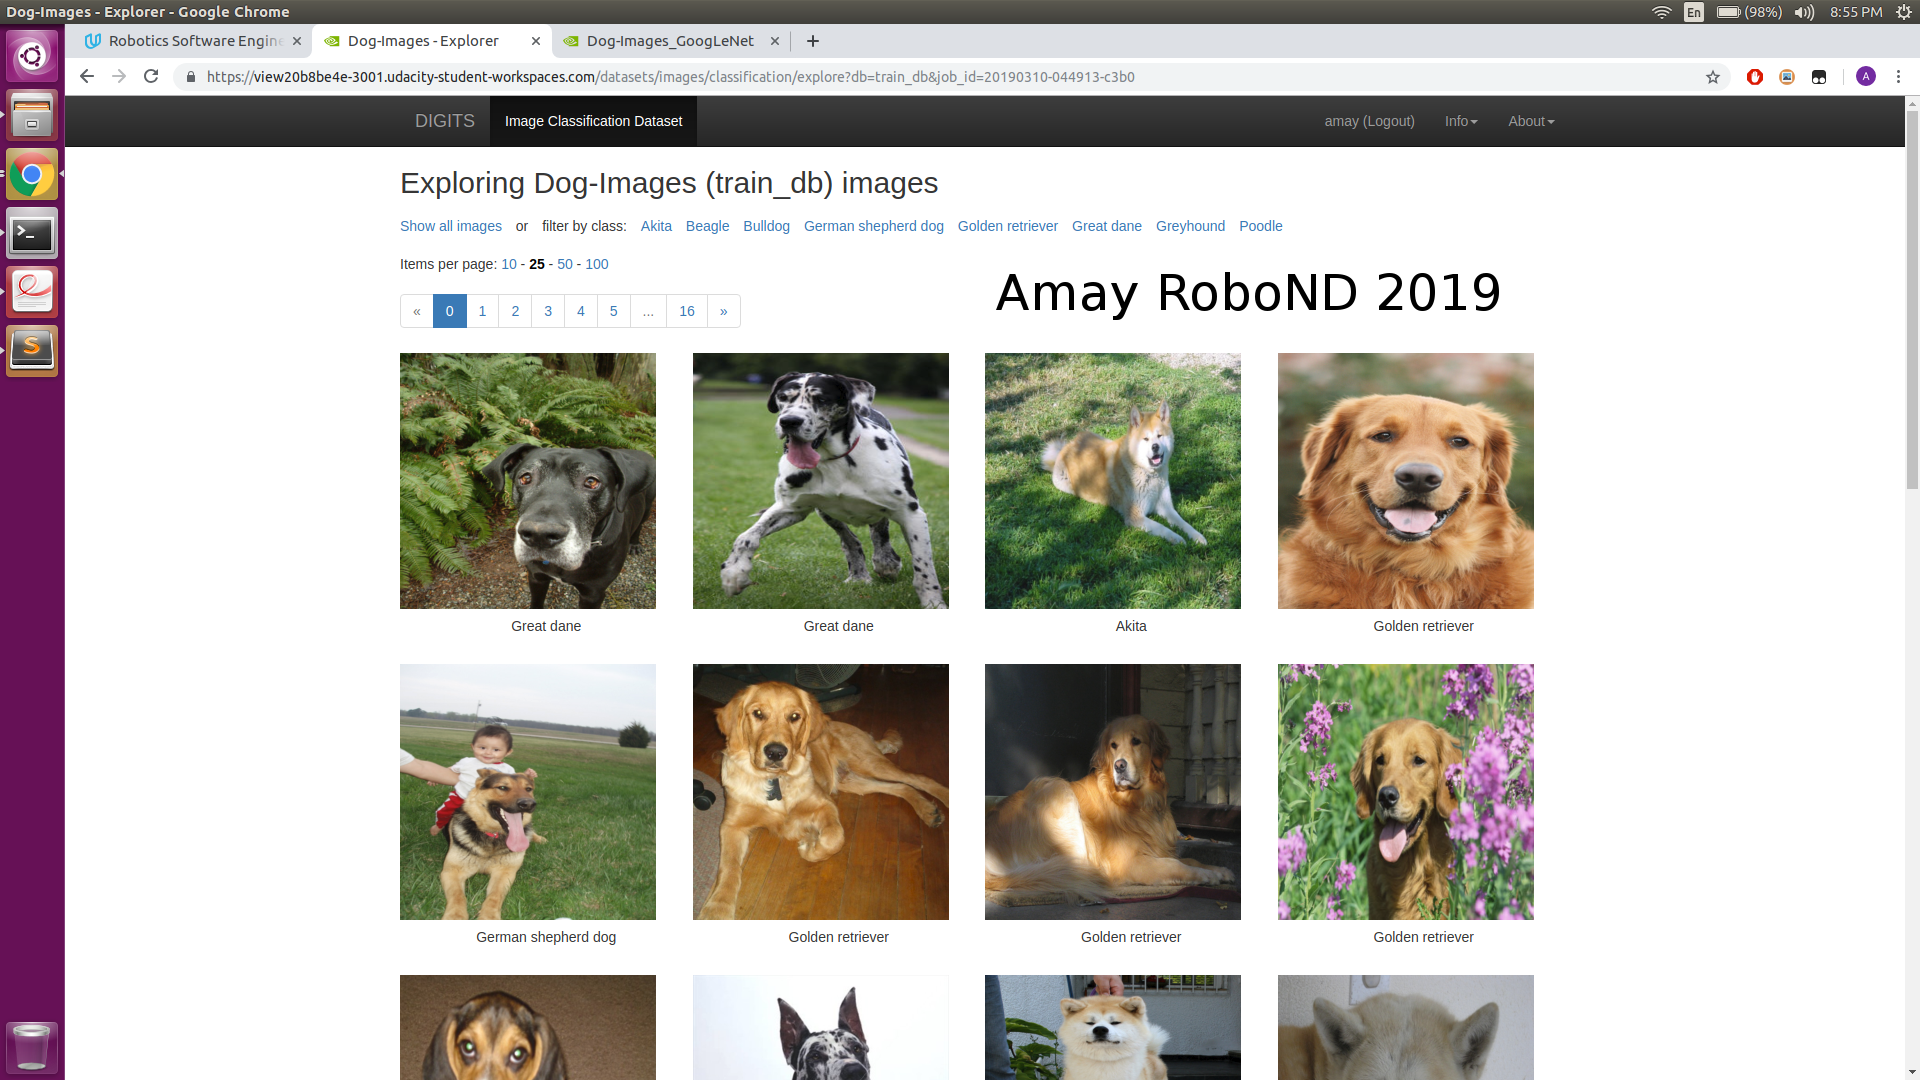 Dog-Images - Explorer - Google Chrome
En (98%) 8:55 PM
Robotics Software Engine
Dog-Images - Explorer
Dog-Images_GoogLeNet
https://view20b8be4e-3001.udacity-student-workspaces.com/datasets/images/classification/explore?db=train_db&job_id=20190310-044913-c3b0
A
DIGITS Image Classification Dataset amay (Logout) Info About
Exploring Dog-Images (train_db) images
Show all images or filter by class: Akita Beagle Bulldog German shepherd dog Golden retriever Great dane Greyhound Poodle
Items per page: 10 - 25 - 50 - 100
Amay RoboND 2019
« 0 1 2 3 4 5 ... 16 »
Great dane Great dane Akita Golden retriever
German shepherd dog Golden retriever Golden retriever Golden retriever